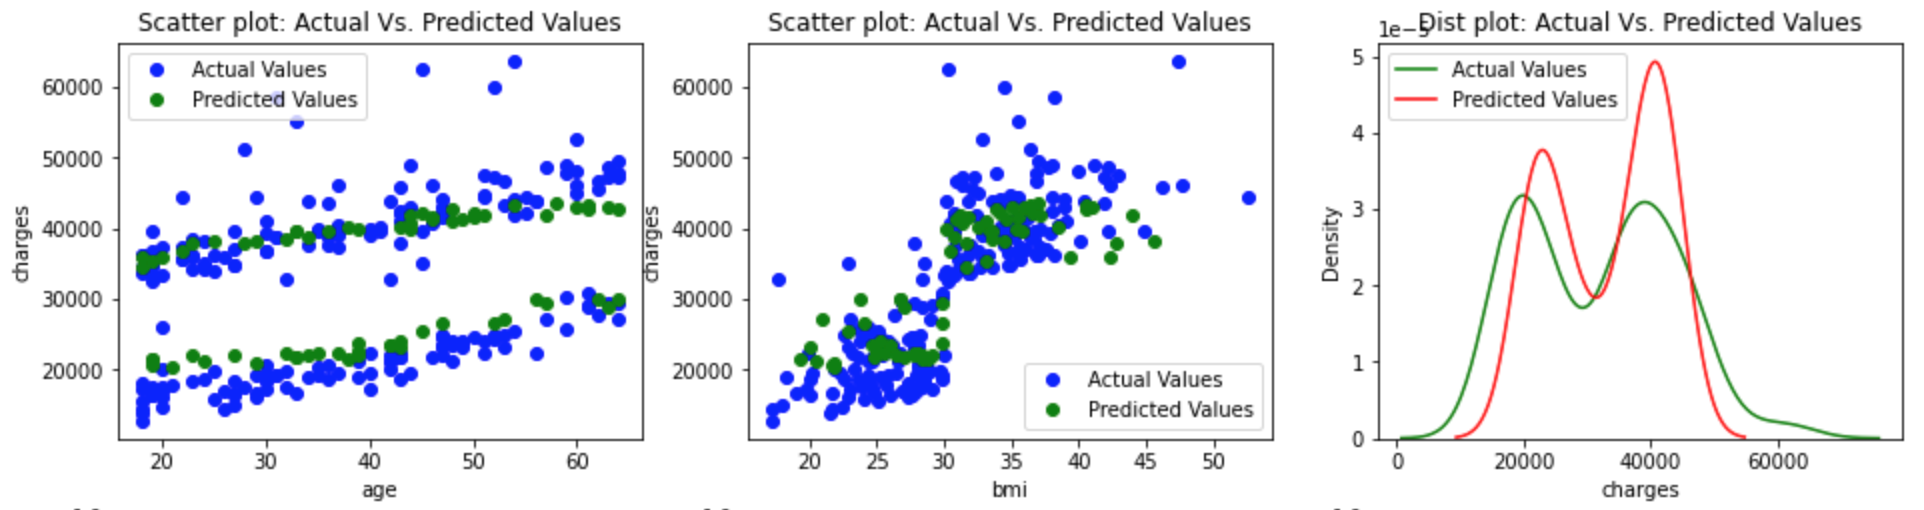 Scatter plot: Actual Vs. Predicted Values
Actual Values
Predicted Values
60000
50000
40000
30000
20000
charges
20 30 40 50 60
age
Scatter plot: Actual Vs. Predicted Values
60000
50000
40000
30000
20000
charges
Actual Values
Predicted Values
20 25 30 35 40 45 50
bmi
1e−5
Dist plot: Actual Vs. Predicted Values
Actual Values
Predicted Values
5
4
3
2
1
0
Density
0 20000 40000 60000
charges